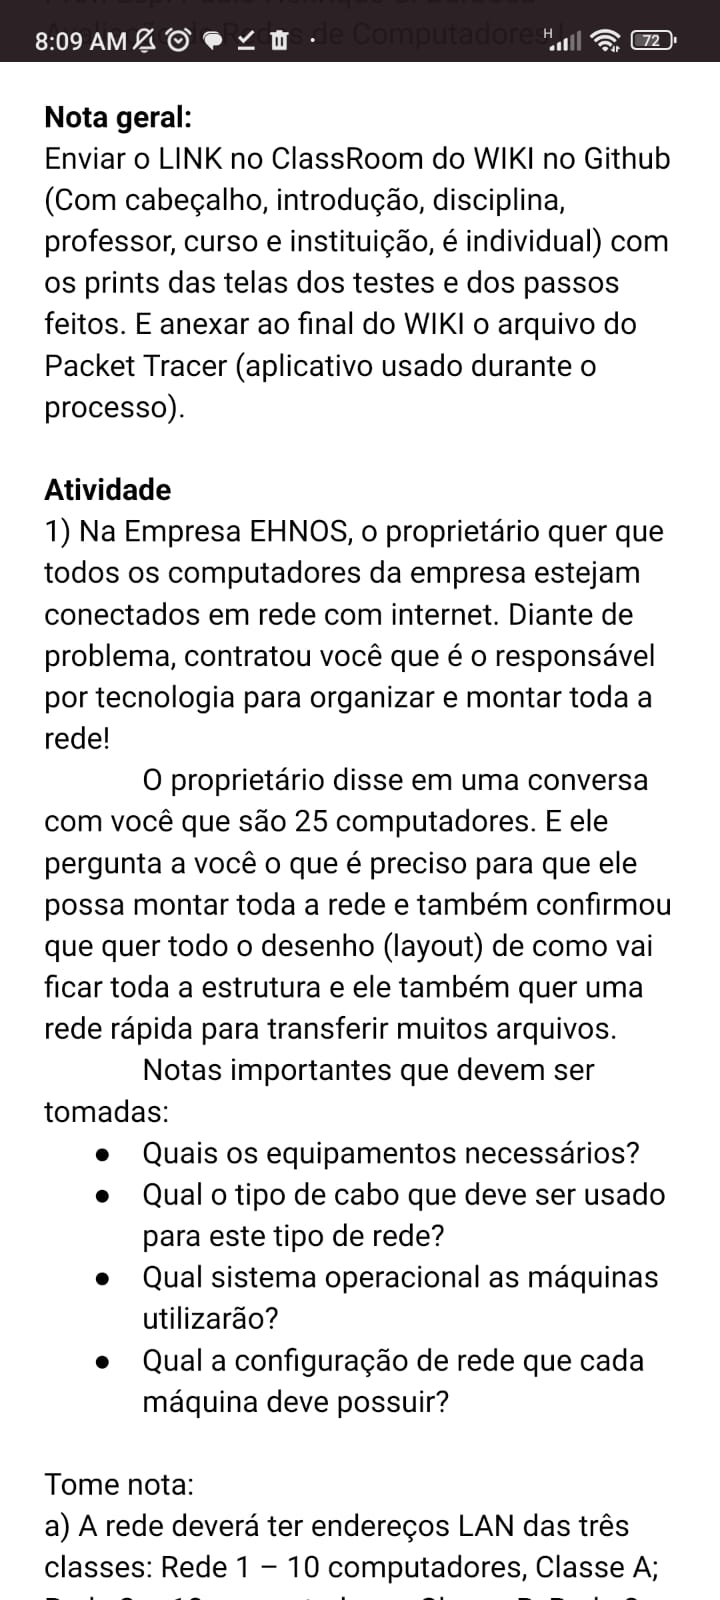 8:09 AM
72
Nota geral:
Enviar o LINK no ClassRoom do WIKI no Github
(Com cabeçalho, introdução, disciplina,
professor, curso e instituição, é individual) com
os prints das telas dos testes e dos passos
feitos. E anexar ao final do WIKI o arquivo do
Packet Tracer (aplicativo usado durante o
processo).
Atividade
1) Na Empresa EHNOS, o proprietário quer que
todos os computadores da empresa estejam
conectados em rede com internet. Diante de
problema, contratou você que é o responsável
por tecnologia para organizar e montar toda a
rede!
O proprietário disse em uma conversa
com você que são 25 computadores. E ele
pergunta a você o que é preciso para que ele
possa montar toda a rede e também confirmou
que quer todo o desenho (layout) de como vai
ficar toda a estrutura e ele também quer uma
rede rápida para transferir muitos arquivos.
Notas importantes que devem ser
tomadas:
● Quais os equipamentos necessários?
● Qual o tipo de cabo que deve ser usado
para este tipo de rede?
● Qual sistema operacional as máquinas
utilizarão?
● Qual a configuração de rede que cada
máquina deve possuir?
Tome nota:
a) A rede deverá ter endereços LAN das três
classes: Rede 1 – 10 computadores, Classe A;